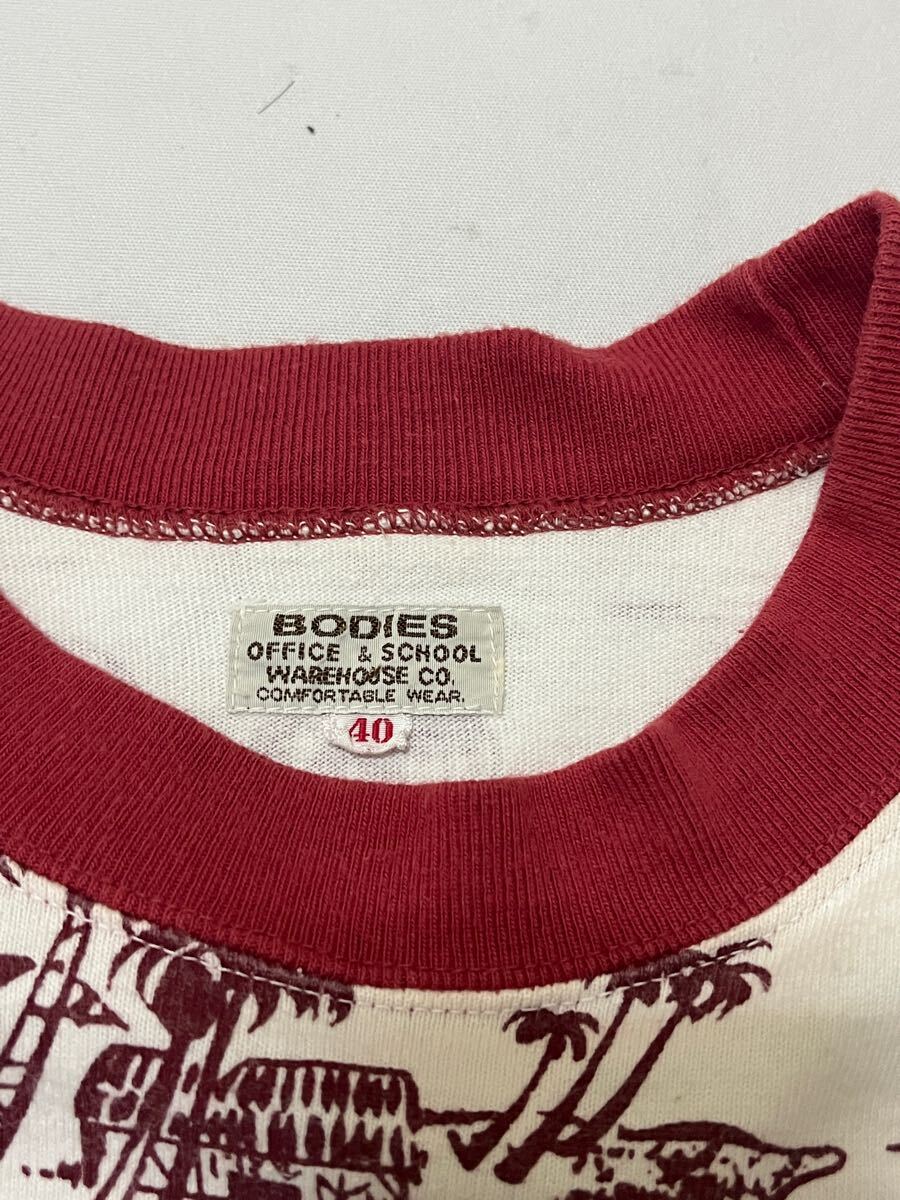 BODIES
OFFICE & SCHOOL
WAREHOUSE CO.
COMFORTABLE WEAR.
40